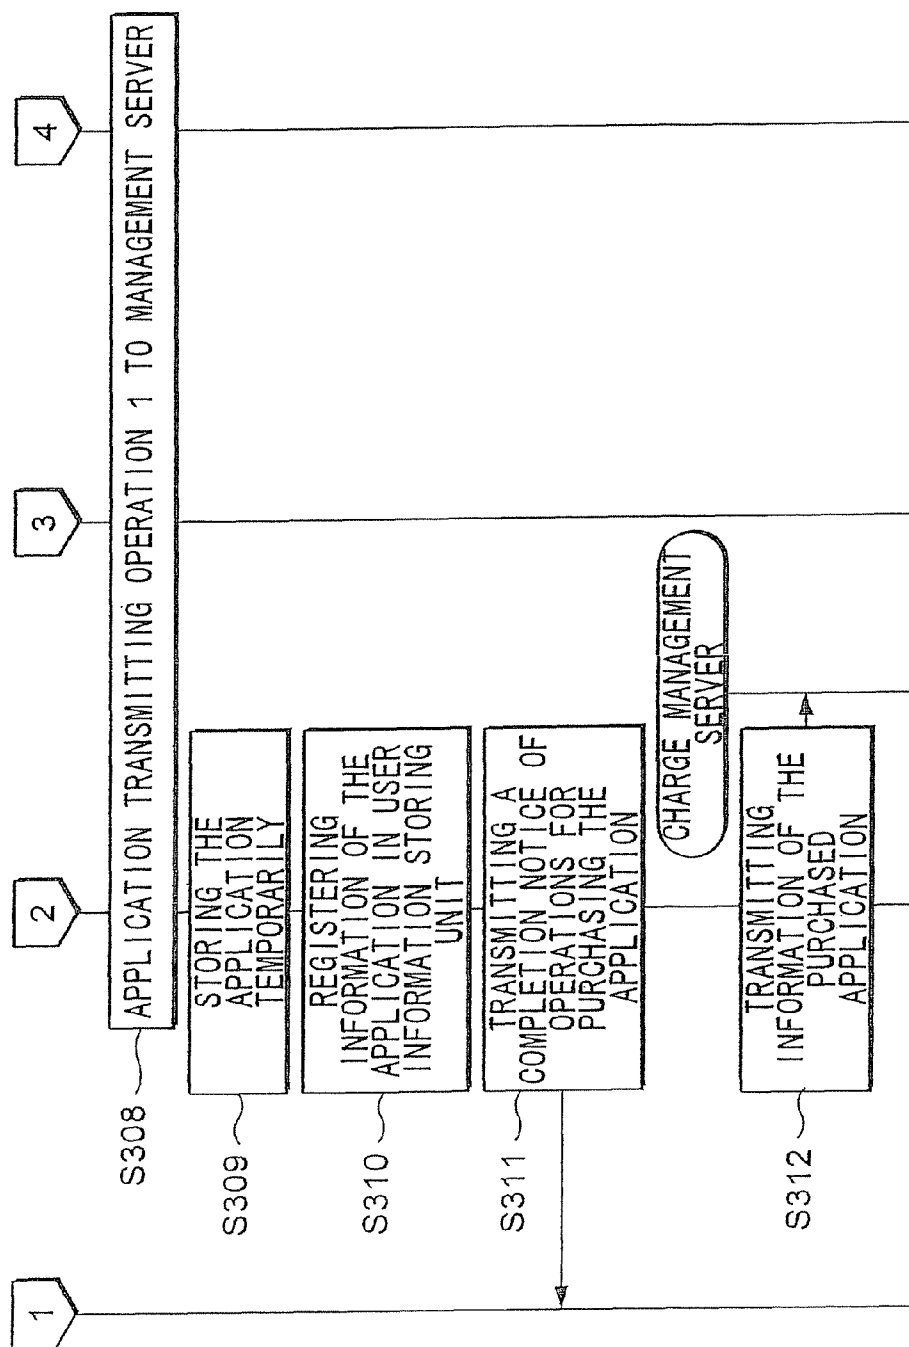 1
2
3
4
S308
APPLICATION TRANSMITTING OPERATION 1 TO MANAGEMENT SERVER
S309
STORING THE
APPLICATION
TEMPORARILY
S310
REGISTERING
INFORMATION OF THE
APPLICATION IN USER
INFORMATION STORING
UNIT
S311
TRANSMITTING A
COMPLETION NOTICE OF
OPERATIONS FOR
PURCHASING THE
APPLICATION
CHARGE MANAGEMENT
SERVER
S312
TRANSMITTING
INFORMATION OF THE
PURCHASED
APPLICATION